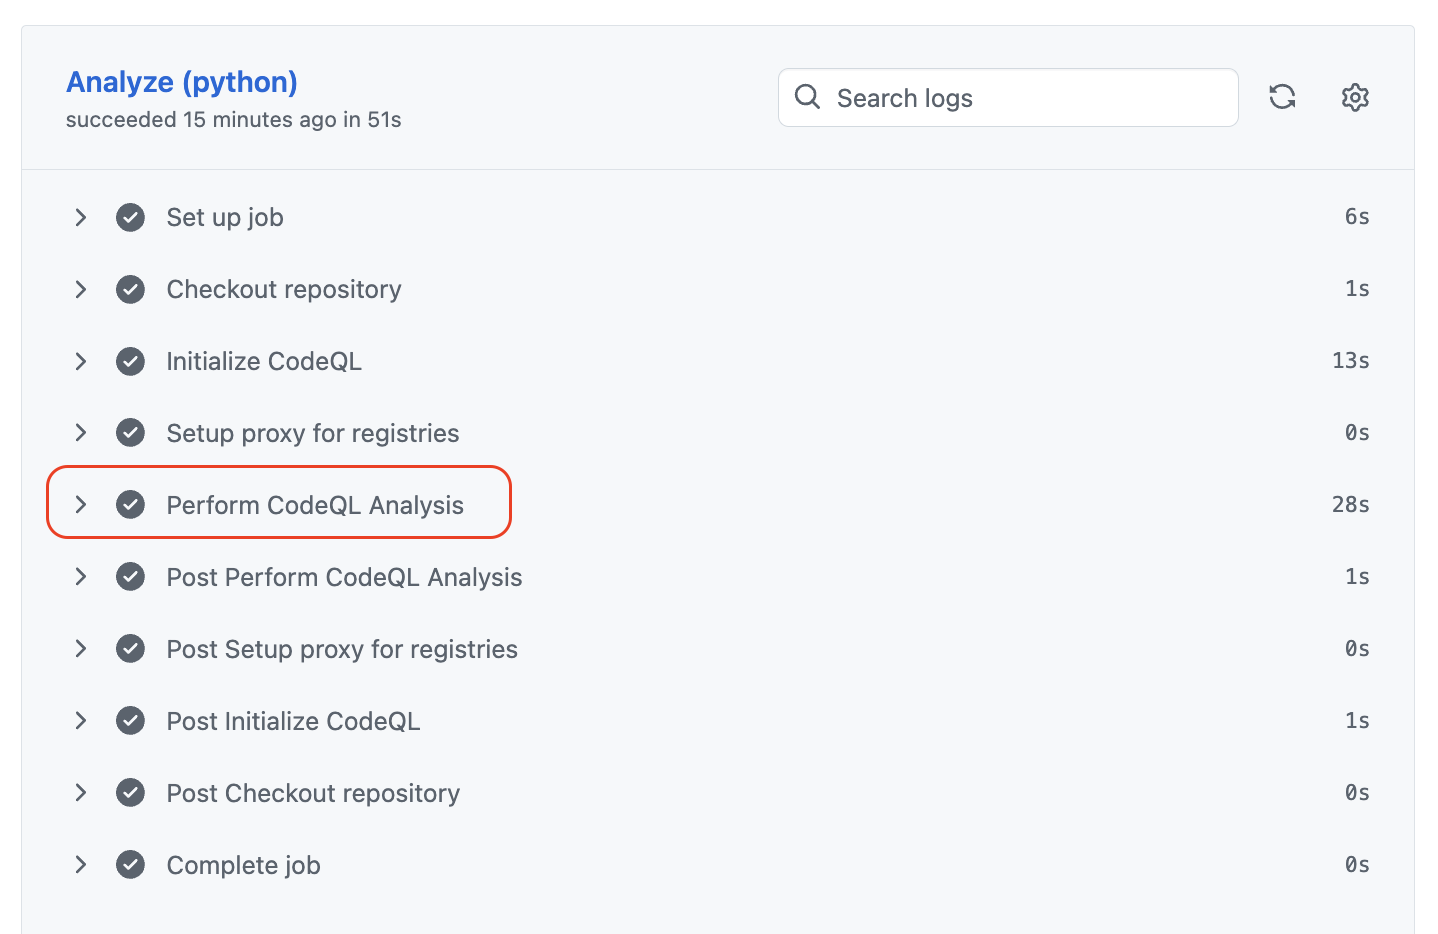 Analyze (python)
succeeded 15 minutes ago in 51s
Search logs
Set up job 6s
Checkout repository 1s
Initialize CodeQL 13s
Setup proxy for registries 0s
Perform CodeQL Analysis 28s
Post Perform CodeQL Analysis 1s
Post Setup proxy for registries 0s
Post Initialize CodeQL 1s
Post Checkout repository 0s
Complete job 0s